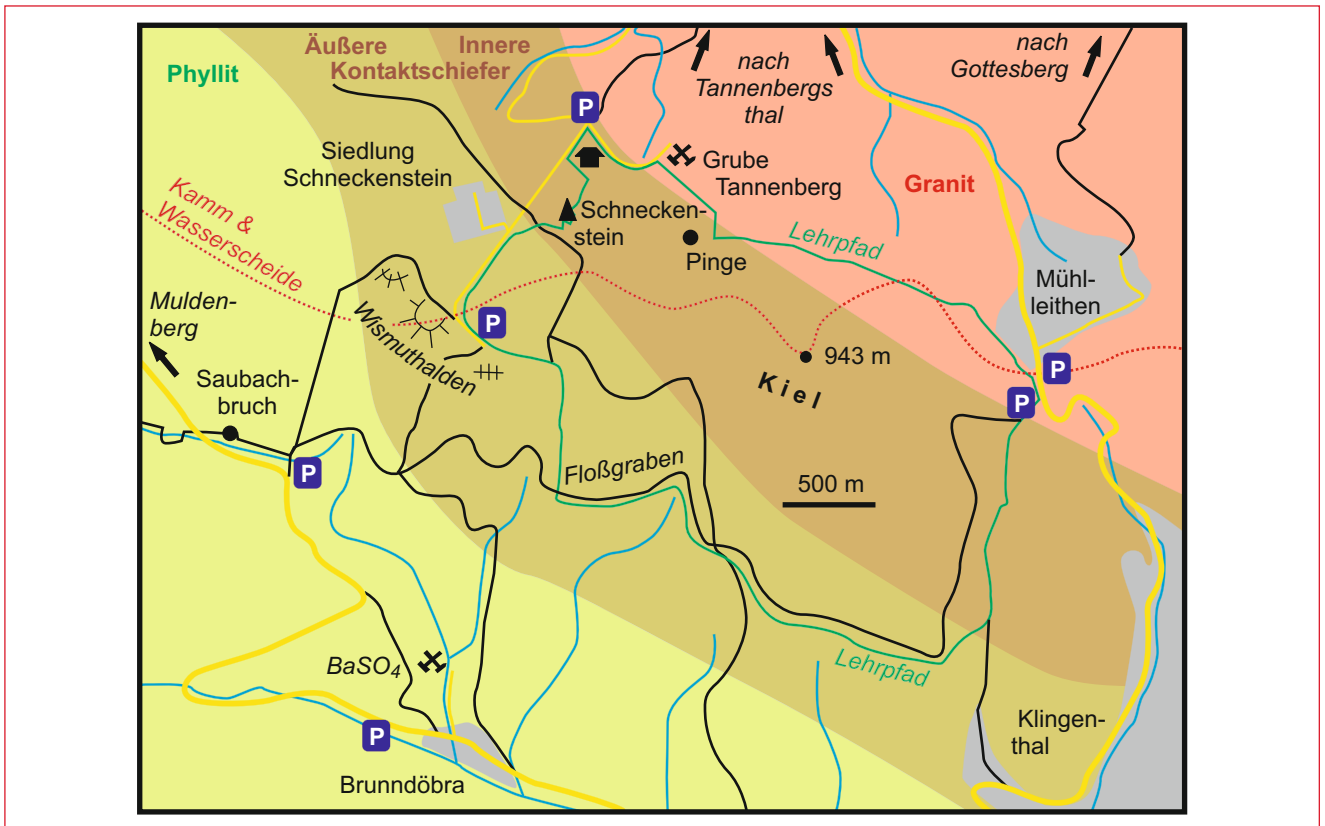 Äußere
Innere
Kontaktschiefer
Phyllit
nach
Tannenbergs
thal
nach
Gottesberg
P
Siedlung
Schneckenstein
Grube
Tannenberg
Granit
Kamm &
Wasserscheide
Schnecken-
stein
Pinge
Lehrpfad
Mühl-
leithen
Mulden-
berg
Wismuthalden
P
943 m
Kiel
P
P
Saubach-
bruch
P
Floßgraben
500 m
BaSO4
Lehrpfad
Klingen-
thal
P
Brunndöbra